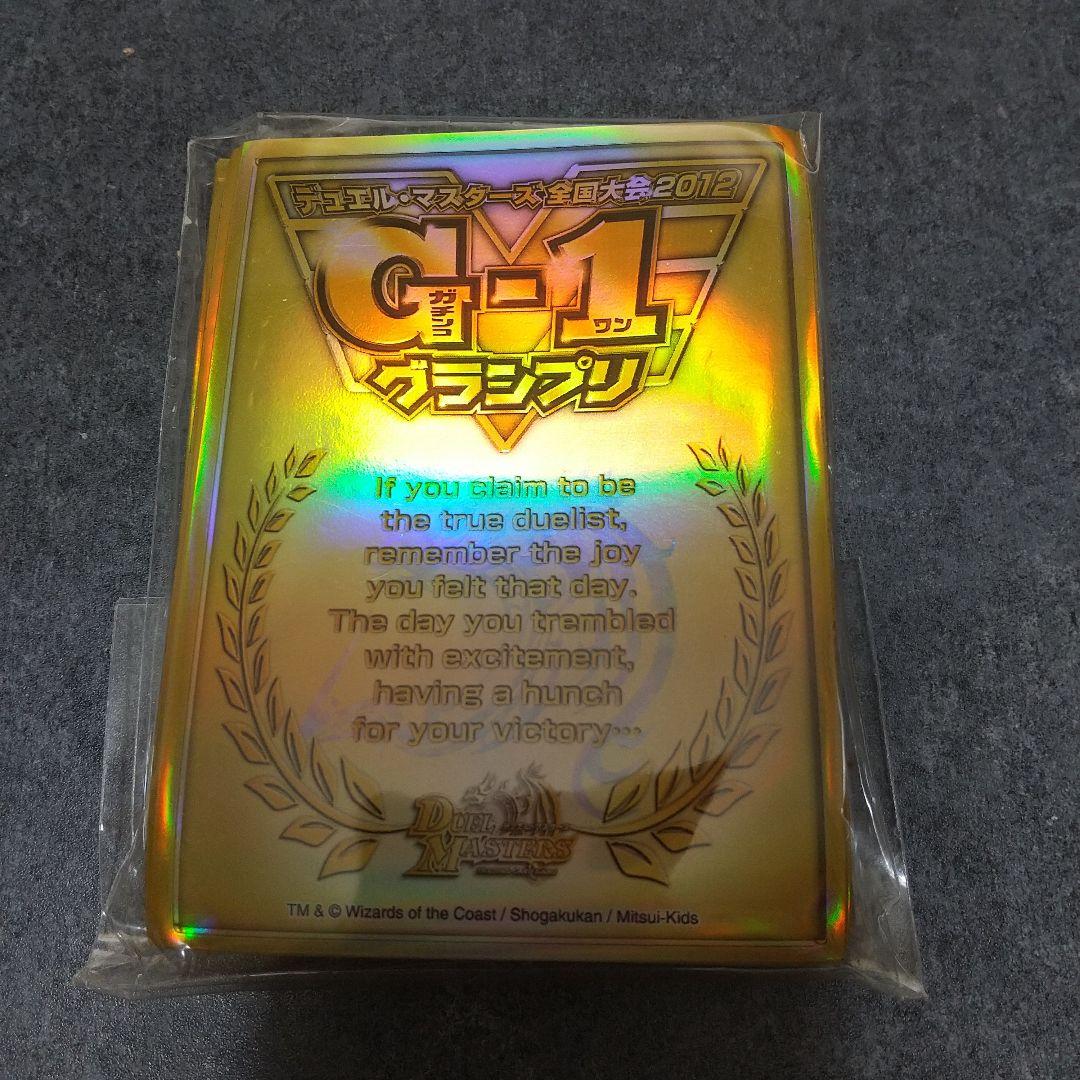 デュエル・マスターズ 全国大会2012
G-1
ガチンコ
ワン
グランプリ
If you claim to be
the true duelist,
remember the joy
you felt that day.
The day you trembled
with excitement,
having a hunch
for your victory…
DUEL
MASTERS
TM & © Wizards of the Coast / Shogakukan / Mitsui-Kids